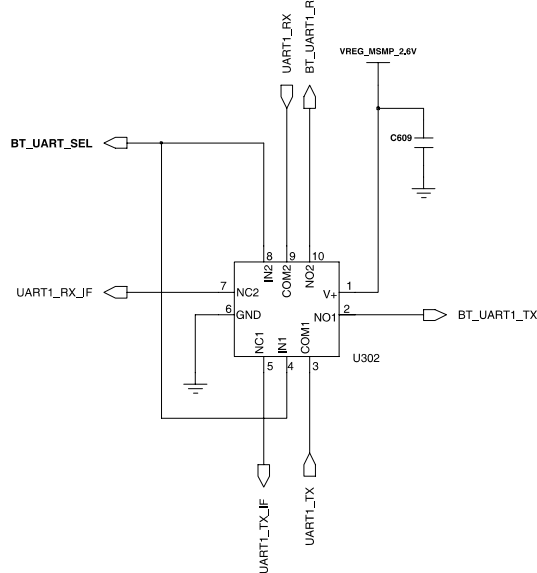 UART1_RX
BT_UART1_R
VREG_MSMP_2.6V
BT_UART_SEL
C609
8
9
10
IN2
COM2
NO2
UART1_RX_IF
7
NC2
V+
1
6
GND
NO1
2
BT_UART1_TX
NC1
IN1
COM1
5
4
3
U302
UART1_TX_IF
UART1_TX